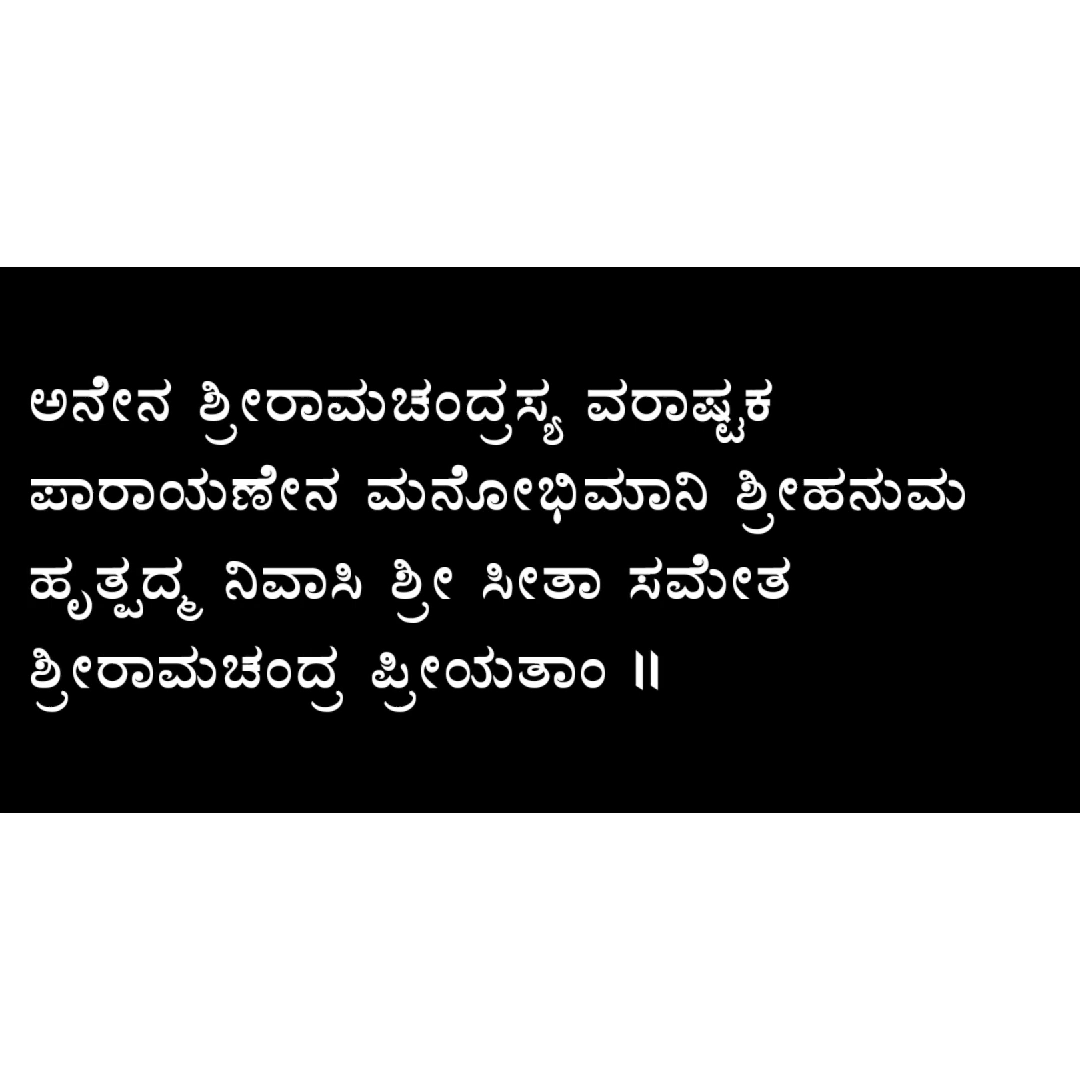 ಅನೇನ ಶ್ರೀರಾಮಚಂದ್ರಸ್ಯ ವರಾಷ್ಟಕ
ಪಾರಾಯಣೇನ ಮನೋಭಿಮಾನಿ ಶ್ರೀಹನುಮ
ಹೃತ್ಪದ್ಮ ನಿವಾಸಿ ಶ್ರೀ ಸೀತಾ ಸಮೇತ
ಶ್ರೀರಾಮಚಂದ್ರ ಪ್ರೀಯತಾಂ ॥